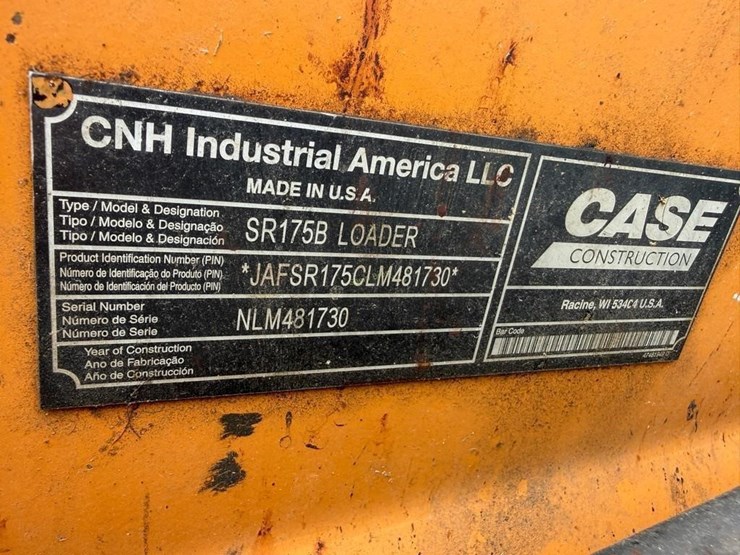 CNH Industrial America LLC
MADE IN U.S.A.
Type / Model & Designation
Tipo / Modelo & Designação
Tipo / Modelo & Designación
SR175B LOADER
Product Identification Number (PIN)
Número de Identificação do Produto (PIN)
Número de Identificación del Producto (PIN)
*JAFSR175CLM481730*
Serial Number
Número de Série
Número de Serie
NLM481730
Year of Construction
Ano de Fabricação
Año de Construcción
CASE
CONSTRUCTION
Racine, WI 53404 U.S.A.
Bar Code